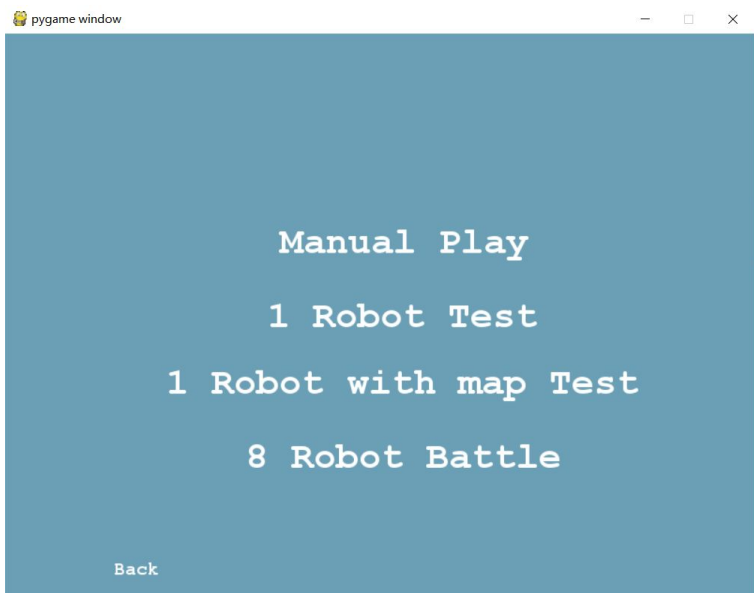 pygame window
Manual Play
1 Robot Test
1 Robot with map Test
8 Robot Battle
Back